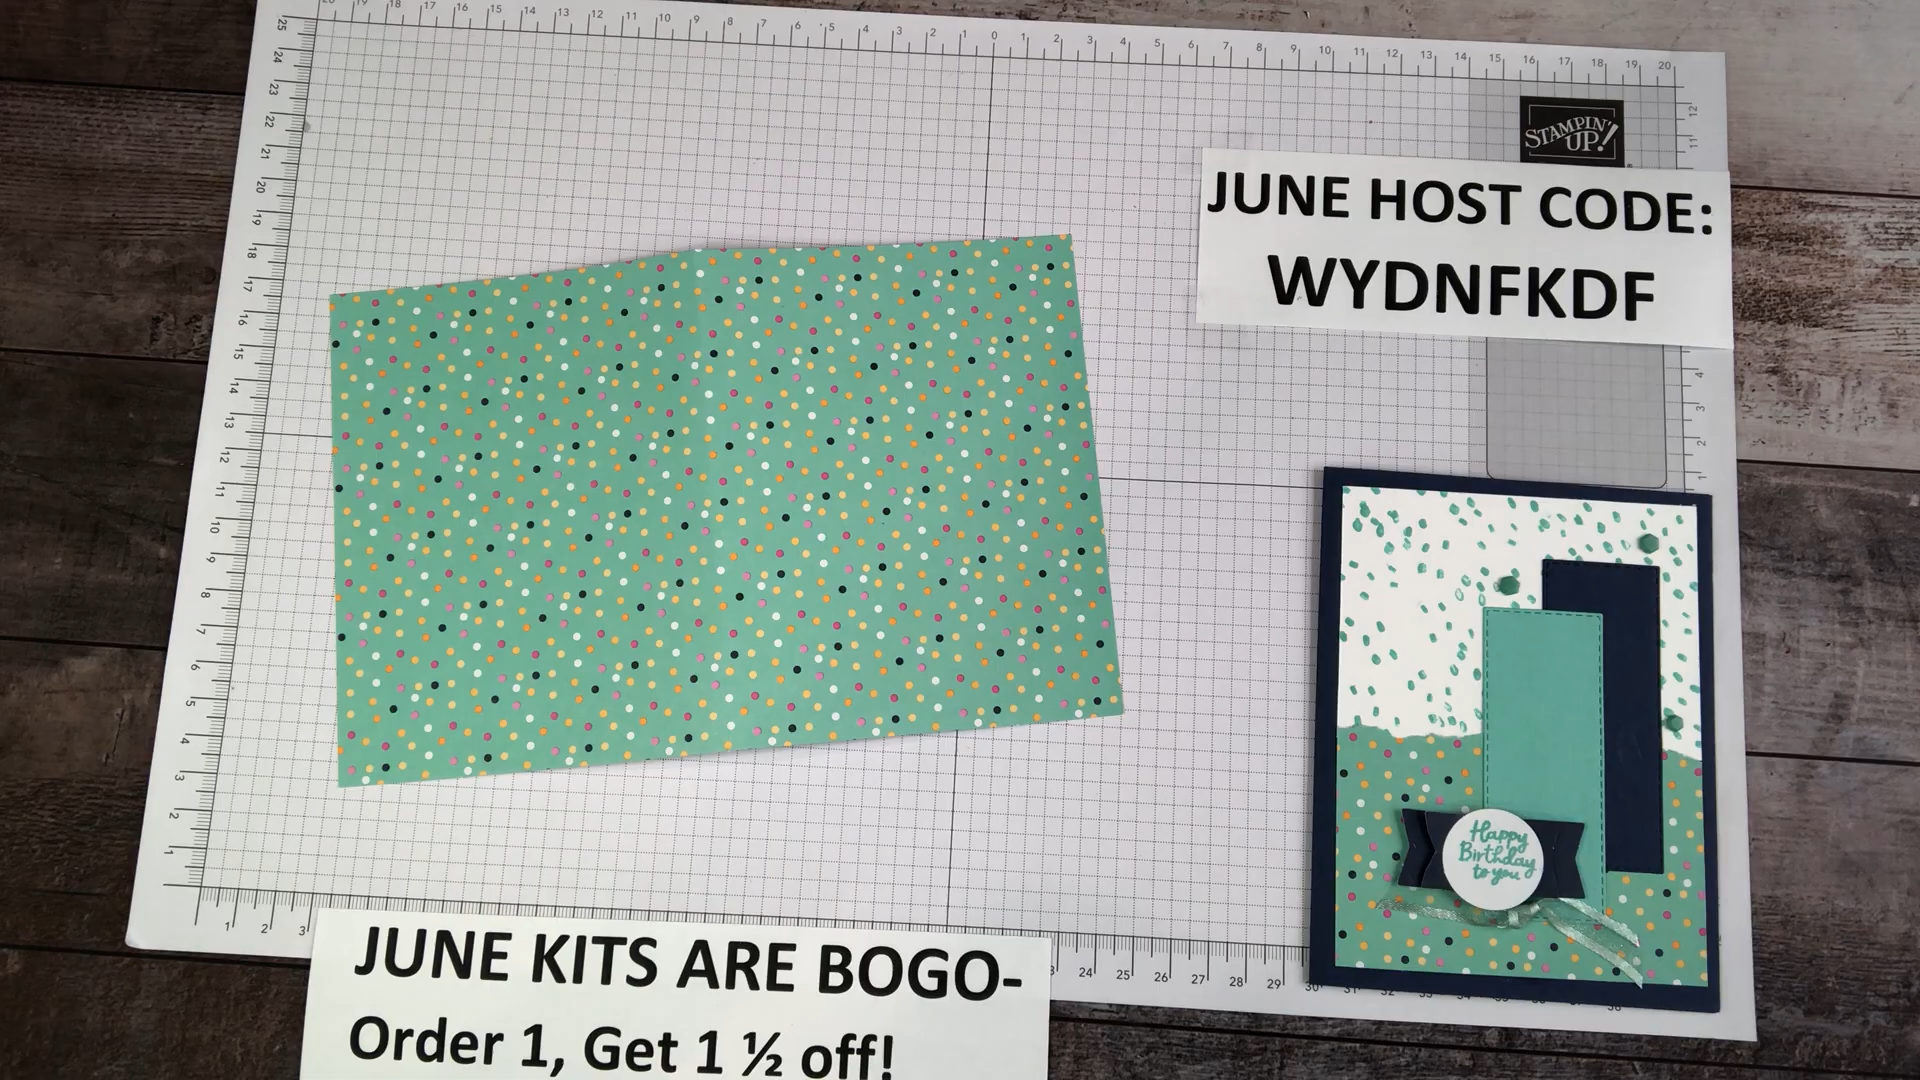 STAMPIN' UP!
JUNE HOST CODE:
WYDNFKDF
Happy
Birthday
to you
JUNE KITS ARE BOGO-
Order 1, Get 1 ½ off!